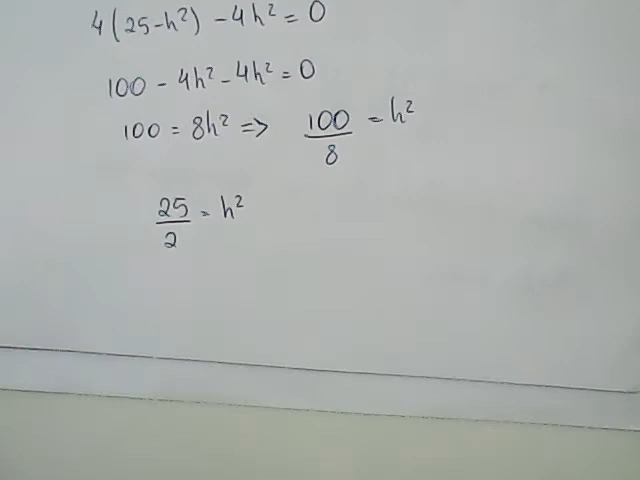 4(25-h²) -4h² = 0
100 - 4h² - 4h² = 0
100 = 8h² => 100/8 = h²
25/2 = h²